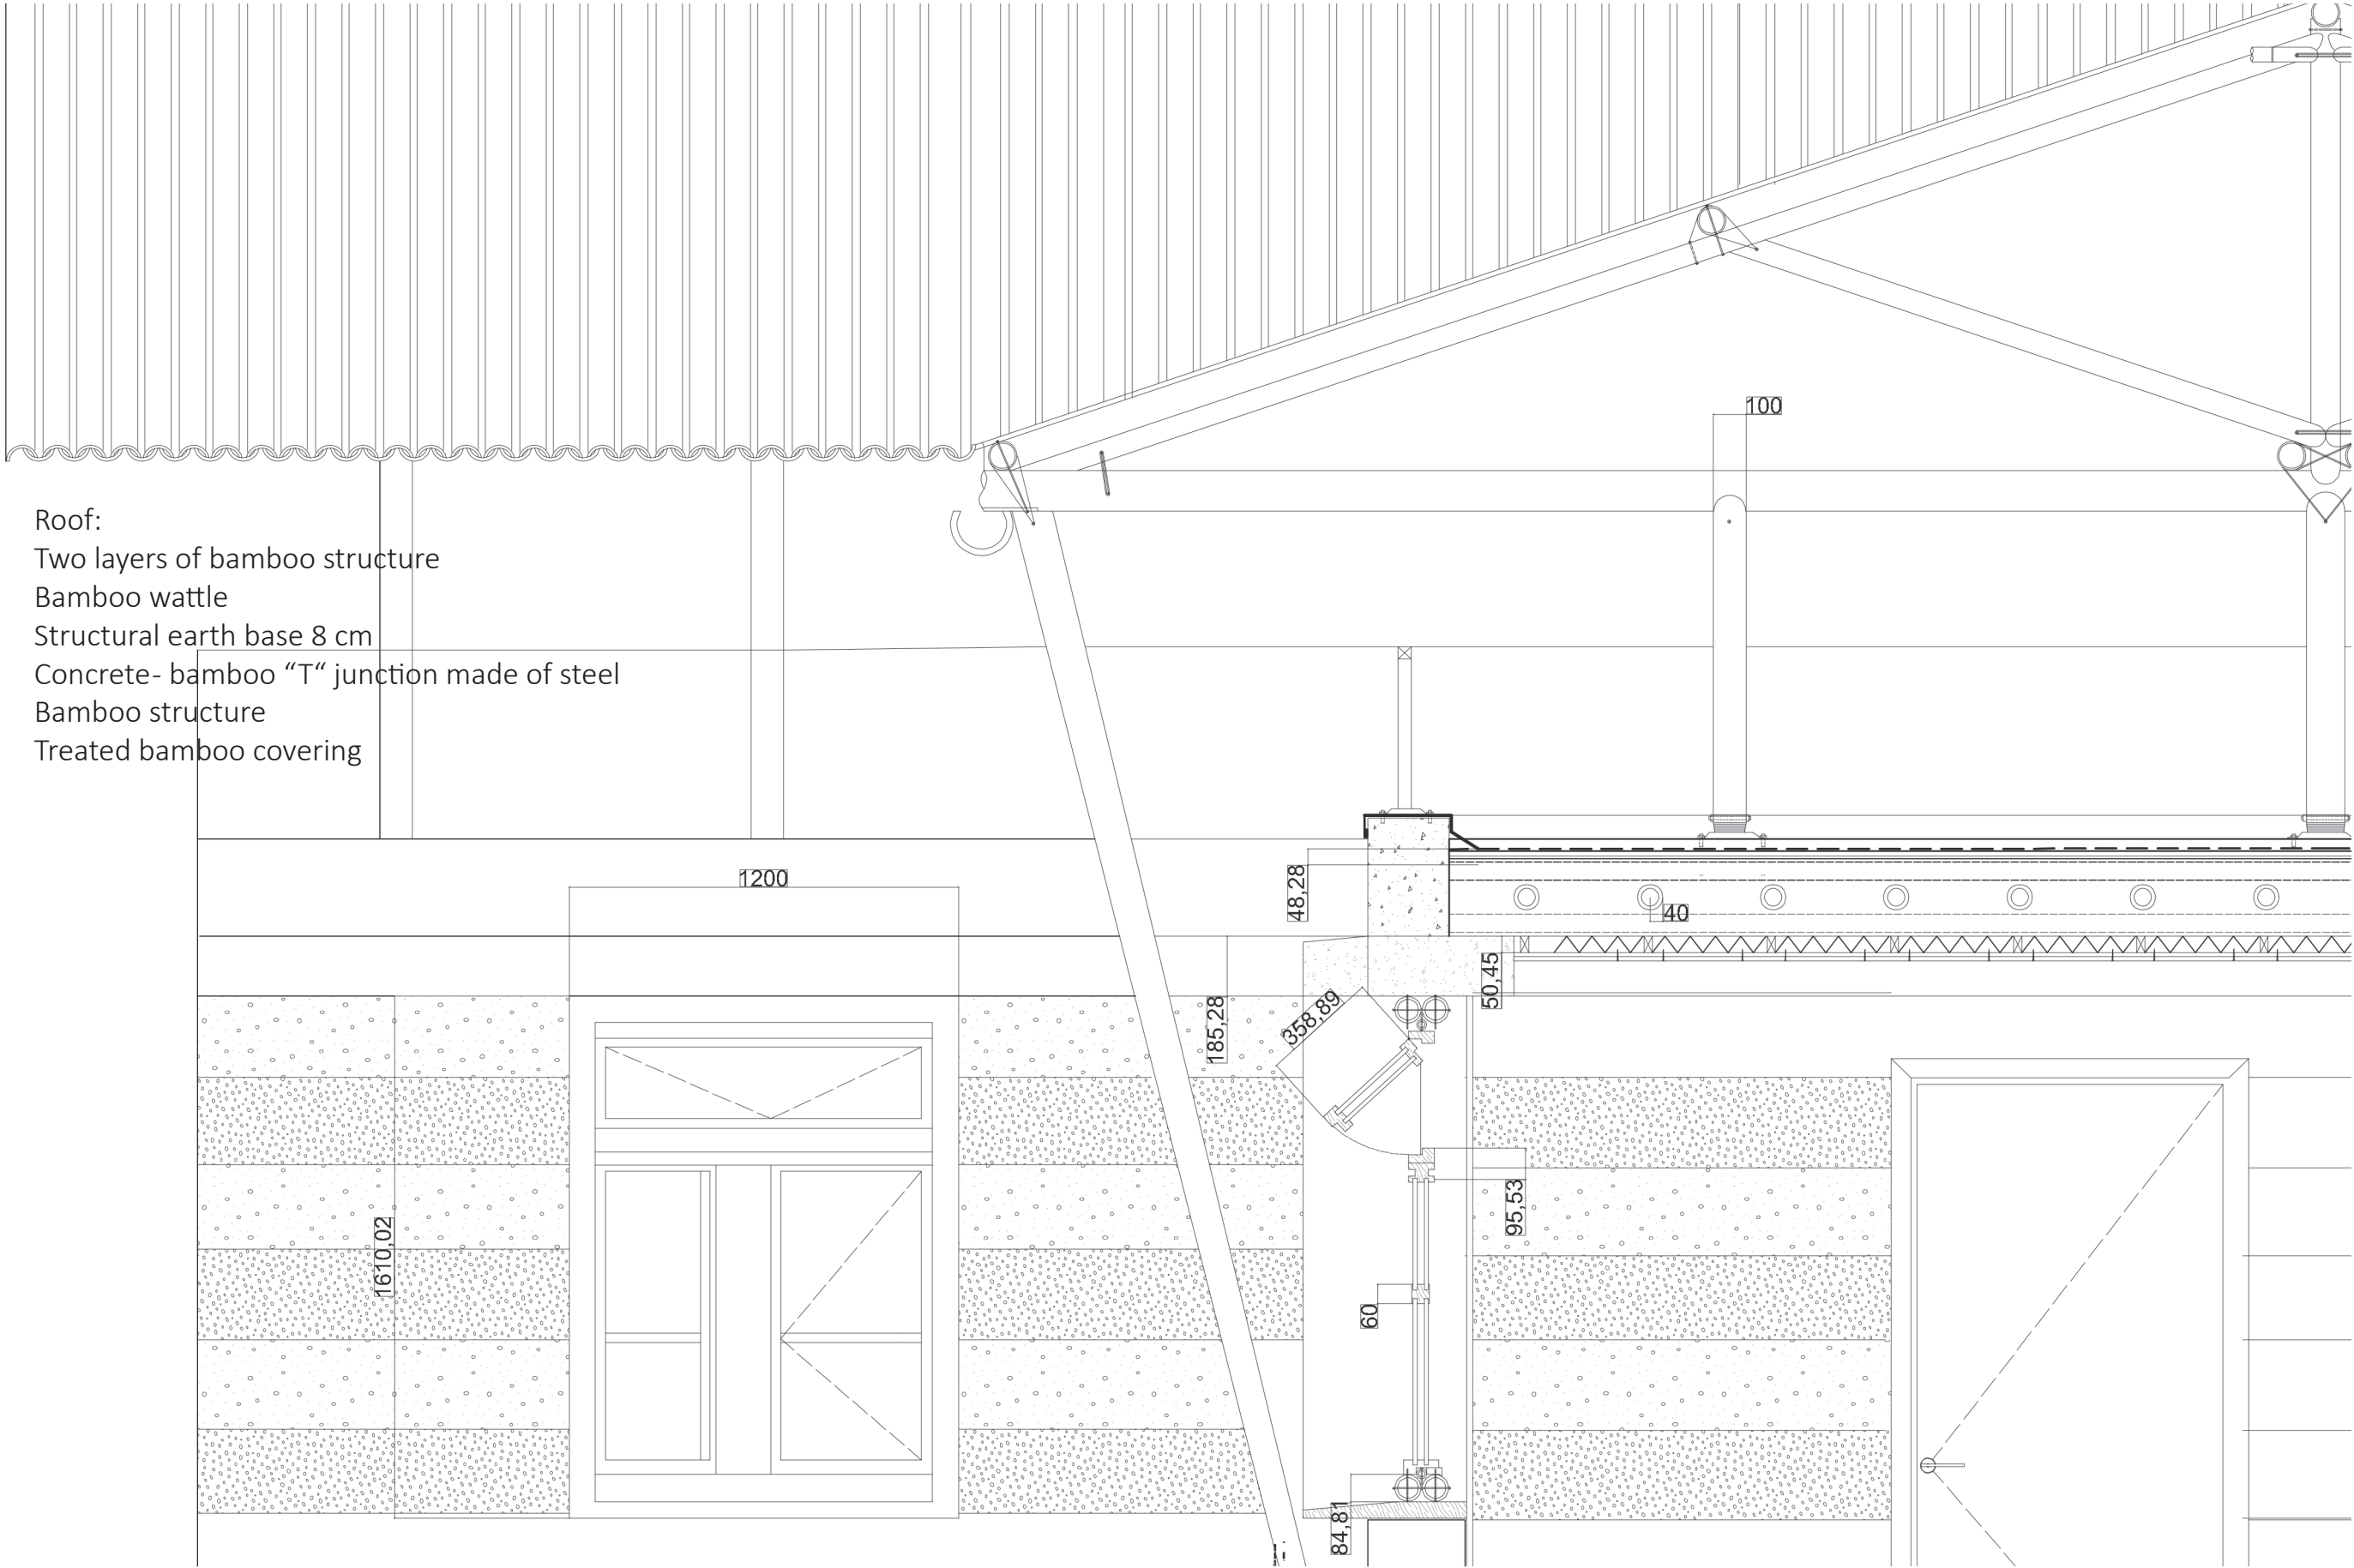 100
Roof:
Two layers of bamboo structure
Bamboo wattle
Structural earth base 8 cm
Concrete- bamboo “T“ junction made of steel
Bamboo structure
Treated bamboo covering
1200
48,28
40
50,45
358,89
185,28
95,53
1610,02
60
84,81